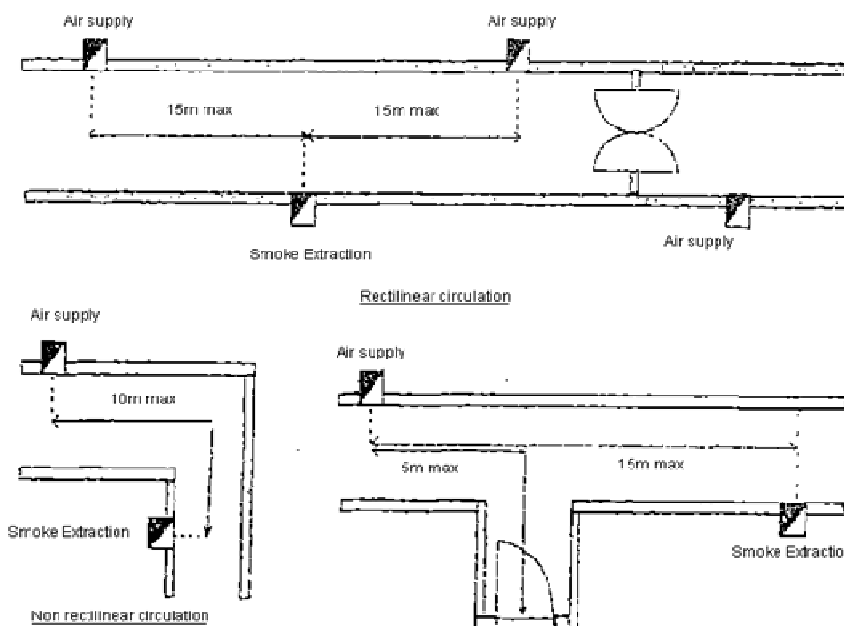 Air supply
Air supply
15m max
15m max
Smoke Extraction
Air supply
Rectilinear circulation
Air supply
10m max
Smoke Extraction
Non rectilinear circulation
Air supply
5m max
15m max
Smoke Extraction